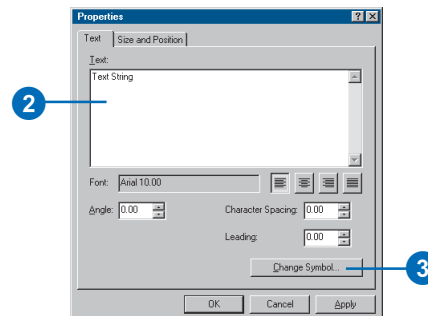 Properties
Text Size and Position
Text:
Text String
2
Font: Arial 10.00
Angle: 0.00 Character Spacing: 0.00
Leading: 0.00
Change Symbol... 3
OK Cancel Apply